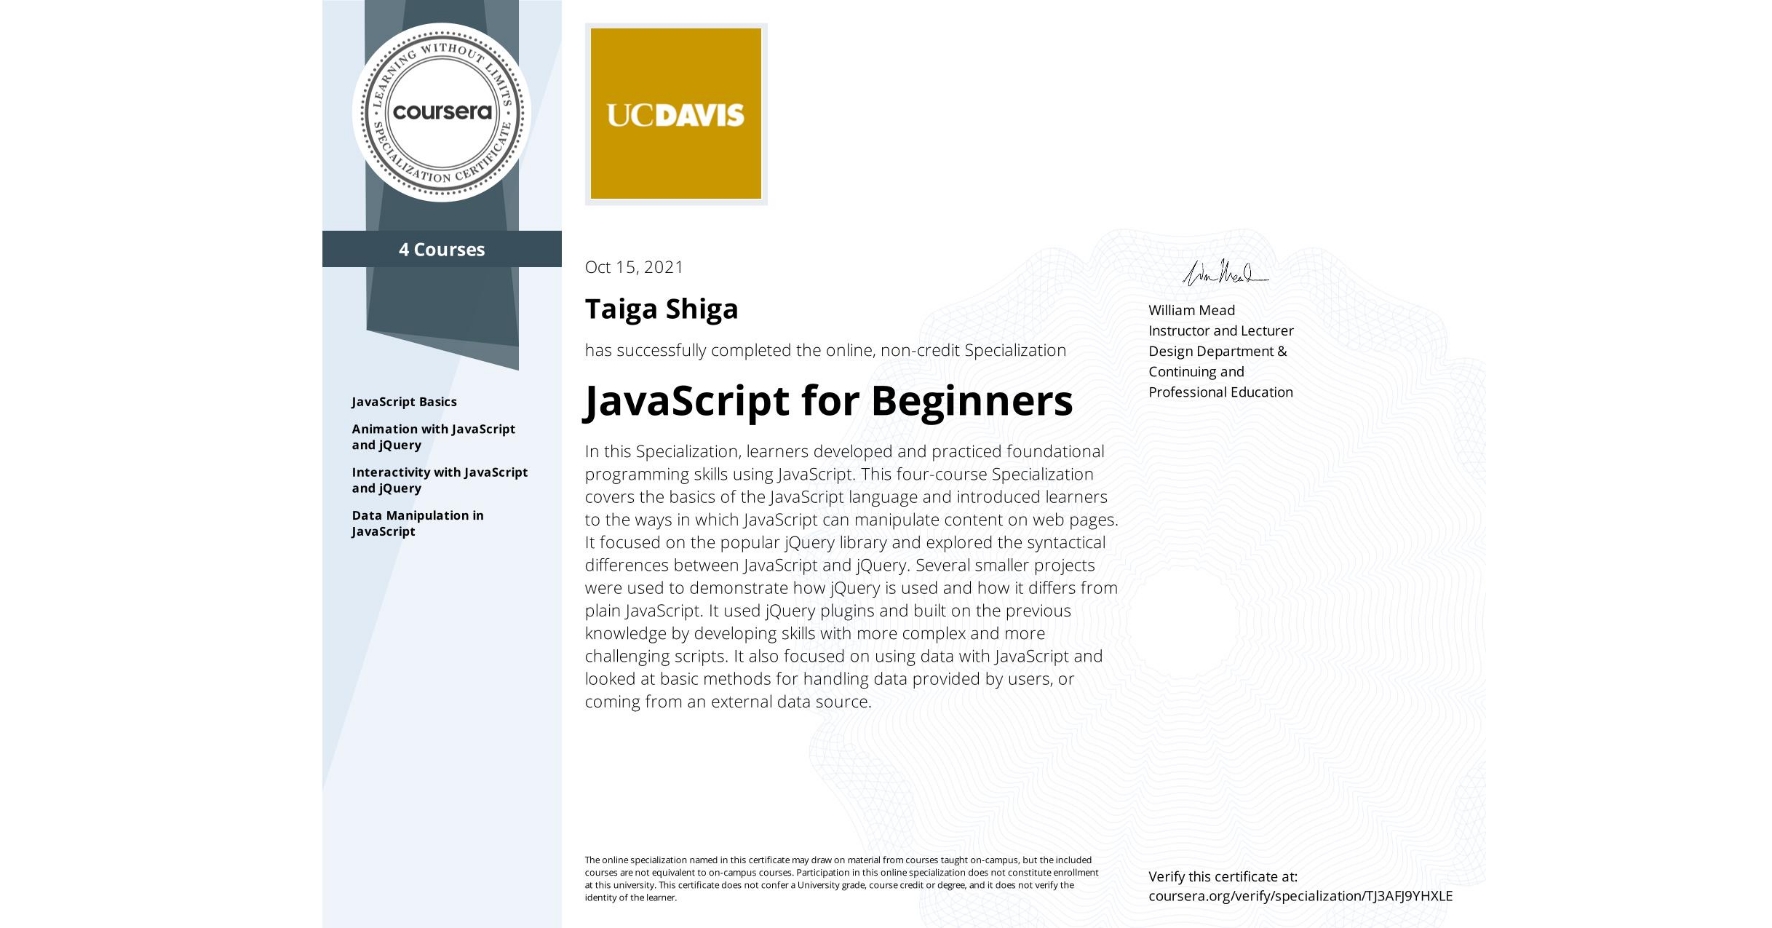 LEARNING WITHOUT LIMITS
coursera
SPECIALIZATION CERTIFICATE
4 Courses
JavaScript Basics
Animation with JavaScript
and jQuery
Interactivity with JavaScript
and jQuery
Data Manipulation in
JavaScript
UCDAVIS
Oct 15, 2021
Taiga Shiga
has successfully completed the online, non-credit Specialization
JavaScript for Beginners
In this Specialization, learners developed and practiced foundational
programming skills using JavaScript. This four-course Specialization
covers the basics of the JavaScript language and introduced learners
to the ways in which JavaScript can manipulate content on web pages.
It focused on the popular jQuery library and explored the syntactical
differences between JavaScript and jQuery. Several smaller projects
were used to demonstrate how jQuery is used and how it differs from
plain JavaScript. It used jQuery plugins and built on the previous
knowledge by developing skills with more complex and more
challenging scripts. It also focused on using data with JavaScript and
looked at basic methods for handling data provided by users, or
coming from an external data source.
William Mead
Instructor and Lecturer
Design Department &
Continuing and
Professional Education
The online specialization named in this certificate may draw on material from courses taught on-campus, but the included
courses are not equivalent to on-campus courses. Participation in this online specialization does not constitute enrollment
at this university. This certificate does not confer a University grade, course credit or degree, and it does not verify the
identity of the learner.
Verify this certificate at:
coursera.org/verify/specialization/TJ3AFJ9YHXLE